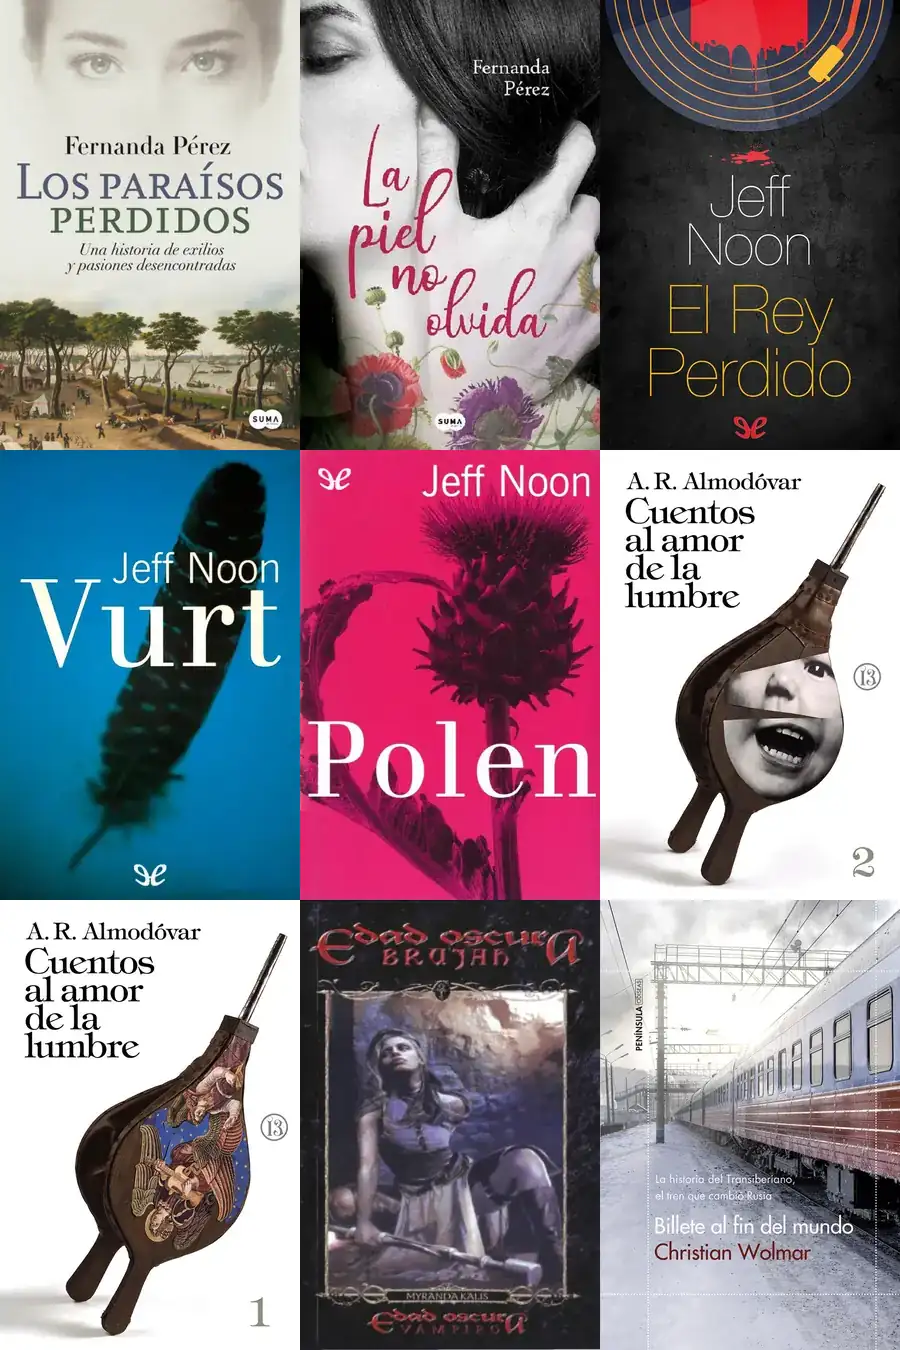 Fernanda Pérez
LOS PARAÍSOS
PERDIDOS
Una historia de exilios
y pasiones desencontradas
SUMA
Fernanda
Pérez
La
piel
no
olvida
SUMA
Jeff
Noon
El Rey
Perdido
Jeff Noon
Vurt
Jeff Noon
Polen
A. R. Almodóvar
Cuentos
al amor
de la
lumbre
13
2
A. R. Almodóvar
Cuentos
al amor
de la
lumbre
13
1
Edad oscura
BRUJAH
MYRANDA KALIS
Edad oscura
VAMPIRO
PENÍNSULA ODISEAS
La historia del Transiberiano,
el tren que cambió Rusia
Billete al fin del mundo
Christian Wolmar